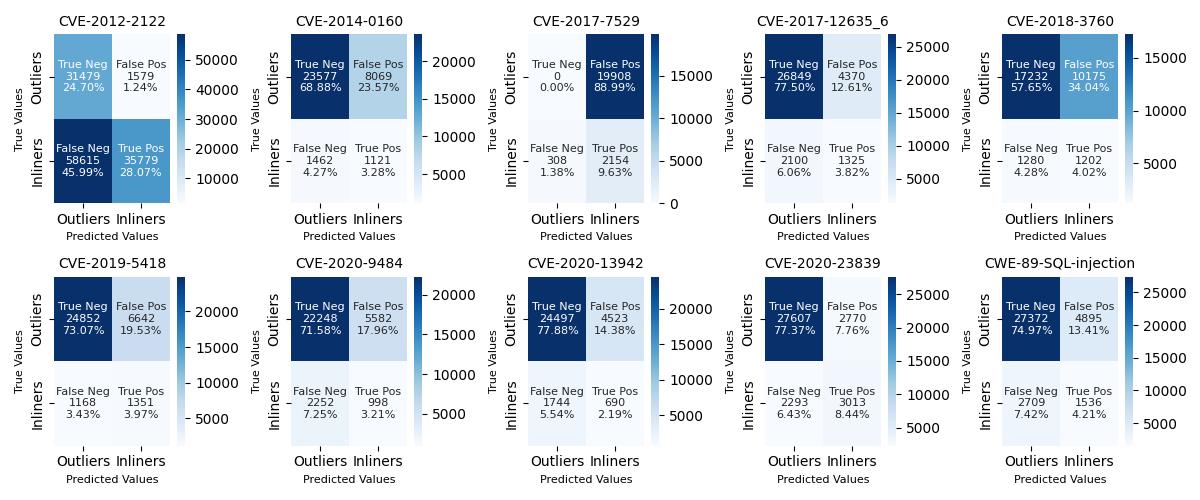 CVE-2012-2122
True Values
Outliers
Inliners
True Neg
31479
24.70%
False Pos
1579
1.24%
False Neg
58615
45.99%
True Pos
35779
28.07%
50000
40000
30000
20000
10000
Outliers Inliners
Predicted Values
CVE-2014-0160
True Values
Outliers
Inliners
True Neg
23577
68.88%
False Pos
8069
23.57%
False Neg
1462
4.27%
True Pos
1121
3.28%
20000
15000
10000
5000
Outliers Inliners
Predicted Values
CVE-2017-7529
True Values
Outliers
Inliners
True Neg
0
0.00%
False Pos
19908
88.99%
False Neg
308
1.38%
True Pos
2154
9.63%
15000
10000
5000
0
Outliers Inliners
Predicted Values
CVE-2017-12635_6
True Values
Outliers
Inliners
True Neg
26849
77.50%
False Pos
4370
12.61%
False Neg
2100
6.06%
True Pos
1325
3.82%
25000
20000
15000
10000
5000
Outliers Inliners
Predicted Values
CVE-2018-3760
True Values
Outliers
Inliners
True Neg
17232
57.65%
False Pos
10175
34.04%
False Neg
1280
4.28%
True Pos
1202
4.02%
15000
10000
5000
Outliers Inliners
Predicted Values
CVE-2019-5418
True Values
Outliers
Inliners
True Neg
24852
73.07%
False Pos
6642
19.53%
False Neg
1168
3.43%
True Pos
1351
3.97%
20000
15000
10000
5000
Outliers Inliners
Predicted Values
CVE-2020-9484
True Values
Outliers
Inliners
True Neg
22248
71.58%
False Pos
5582
17.96%
False Neg
2252
7.25%
True Pos
998
3.21%
20000
15000
10000
5000
Outliers Inliners
Predicted Values
CVE-2020-13942
True Values
Outliers
Inliners
True Neg
24497
77.88%
False Pos
4523
14.38%
False Neg
1744
5.54%
True Pos
690
2.19%
20000
15000
10000
5000
Outliers Inliners
Predicted Values
CVE-2020-23839
True Values
Outliers
Inliners
True Neg
27607
77.37%
False Pos
2770
7.76%
False Neg
2293
6.43%
True Pos
3013
8.44%
25000
20000
15000
10000
5000
Outliers Inliners
Predicted Values
CWE-89-SQL-injection
True Values
Outliers
Inliners
True Neg
27372
74.97%
False Pos
4895
13.41%
False Neg
2709
7.42%
True Pos
1536
4.21%
25000
20000
15000
10000
5000
Outliers Inliners
Predicted Values